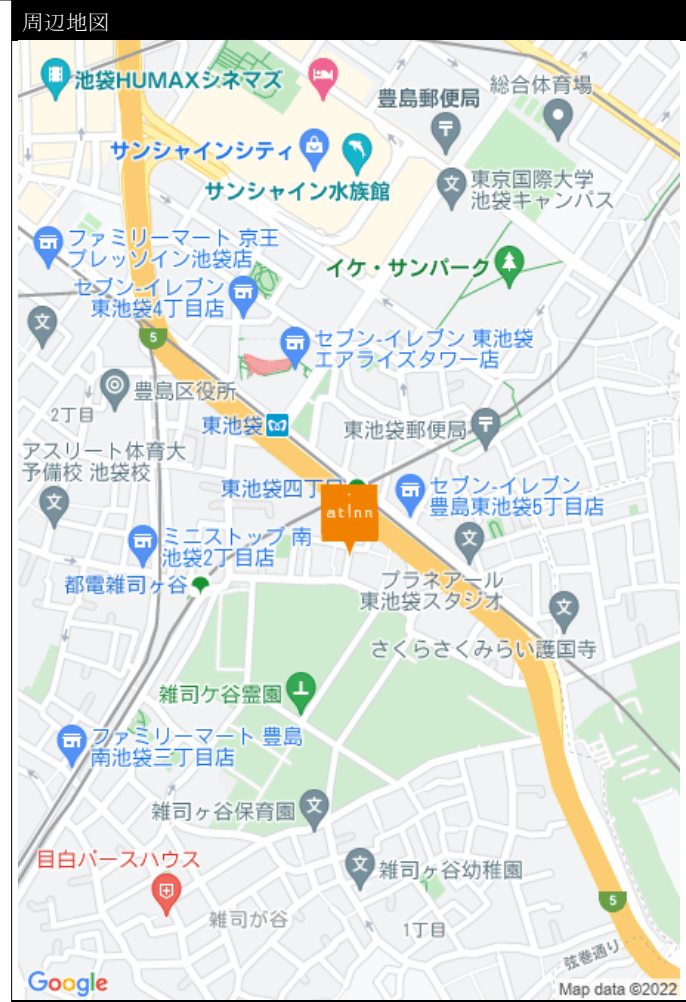 周辺地図
池袋HUMAXシネマズ
豊島郵便局
総合体育場
サンシャインシティ
サンシャイン水族館
東京国際大学
池袋キャンパス
ファミリーマート 京王
プレッソイン池袋店
イケ・サンパーク
セブン-イレブン
東池袋4丁目店
5
セブン-イレブン 東池袋
エアライズタワー店
豊島区役所
2丁目
東池袋
東池袋郵便局
アスリート体育大
予備校 池袋校
東池袋四丁目
atinn
セブン-イレブン
豊島東池袋5丁目店
ミニストップ 南
池袋2丁目店
都電雑司ヶ谷
プラネアール
東池袋スタジオ
さくらさくみらい護国寺
雑司ケ谷霊園
ファミリーマート 豊島
南池袋三丁目店
雑司ヶ谷保育園
目白バースハウス
雑司ヶ谷幼稚園
雑司が谷
1丁目
5
弦巻通り
Google
Map data ©2022